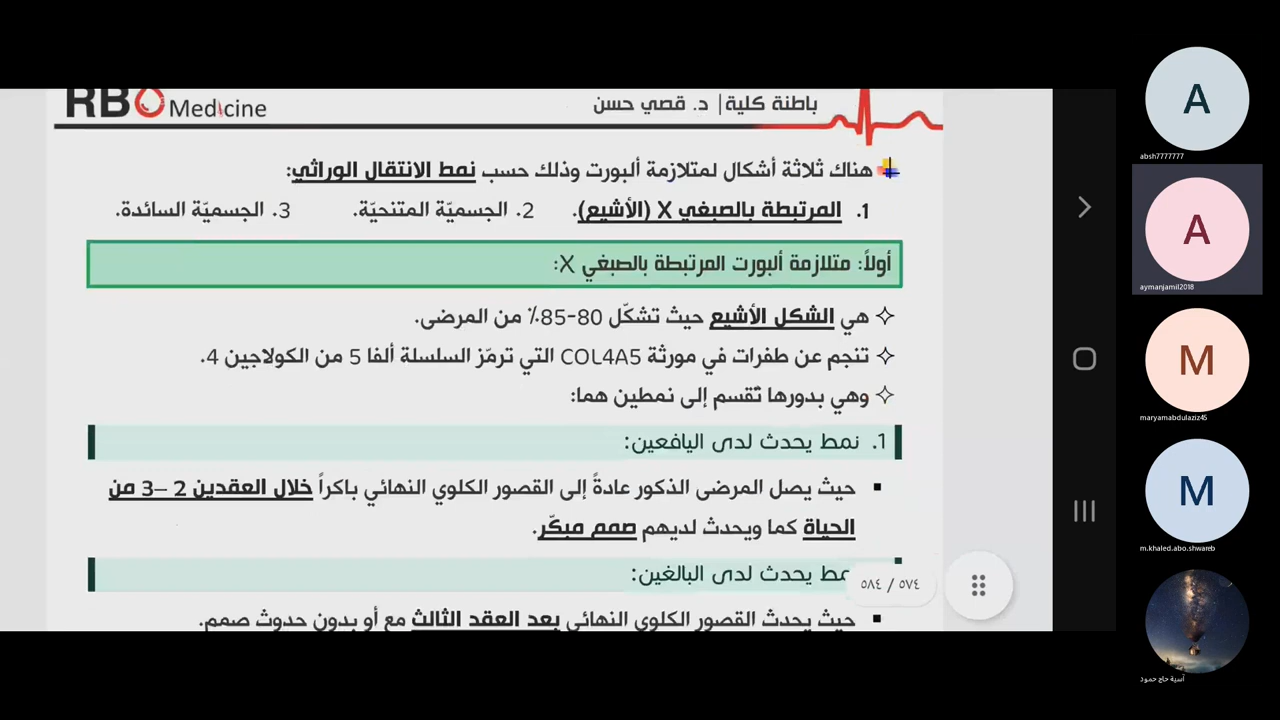 RBO Medicine
باطنة كلية| د. قصي حسن
هناك ثلاثة أشكال لمتلازمة ألبورت وذلك حسب نمط الانتقال الوراثي:
1. المرتبطة بالصبغي X (الأشيع). 2. الجسميّة المتنحيّة. 3. الجسميّة السائدة.
أولاً: متلازمة ألبورت المرتبطة بالصبغي X:
هي الشكل الأشيع حيث تشكّل 80-85٪ من المرضى.
تنجم عن طفرات في مورثة COL4A5 التي ترمّز السلسلة ألفا 5 من الكولاجين 4.
وهي بدورها تُقسم إلى نمطين هما:
1. نمط يحدث لدى اليافعين:
حيث يصل المرضى الذكور عادةً إلى القصور الكلوي النهائي باكراً خلال العقدين 2 –3 من
الحياة كما ويحدث لديهم صمم مبكّر.
يحدث لدى البالغين:
٥٧٤ / ٥٨٤
حيث يحدث القصور الكلوي النهائي بعد العقد الثالث مع أو بدون حدوث صمم.
A
absh7777777
A
aymanjamil2018
M
maryamabdulaziz45
M
m.khaled.abo.shwareb
آسية حاج حمود